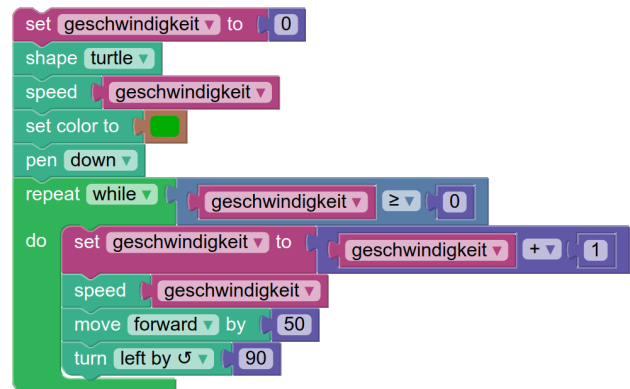 set geschwindigkeit to 0
shape turtle
speed geschwindigkeit
set color to
pen down
repeat while geschwindigkeit ≥ 0
do set geschwindigkeit to geschwindigkeit + 1
speed geschwindigkeit
move forward by 50
turn left by ↺ 90